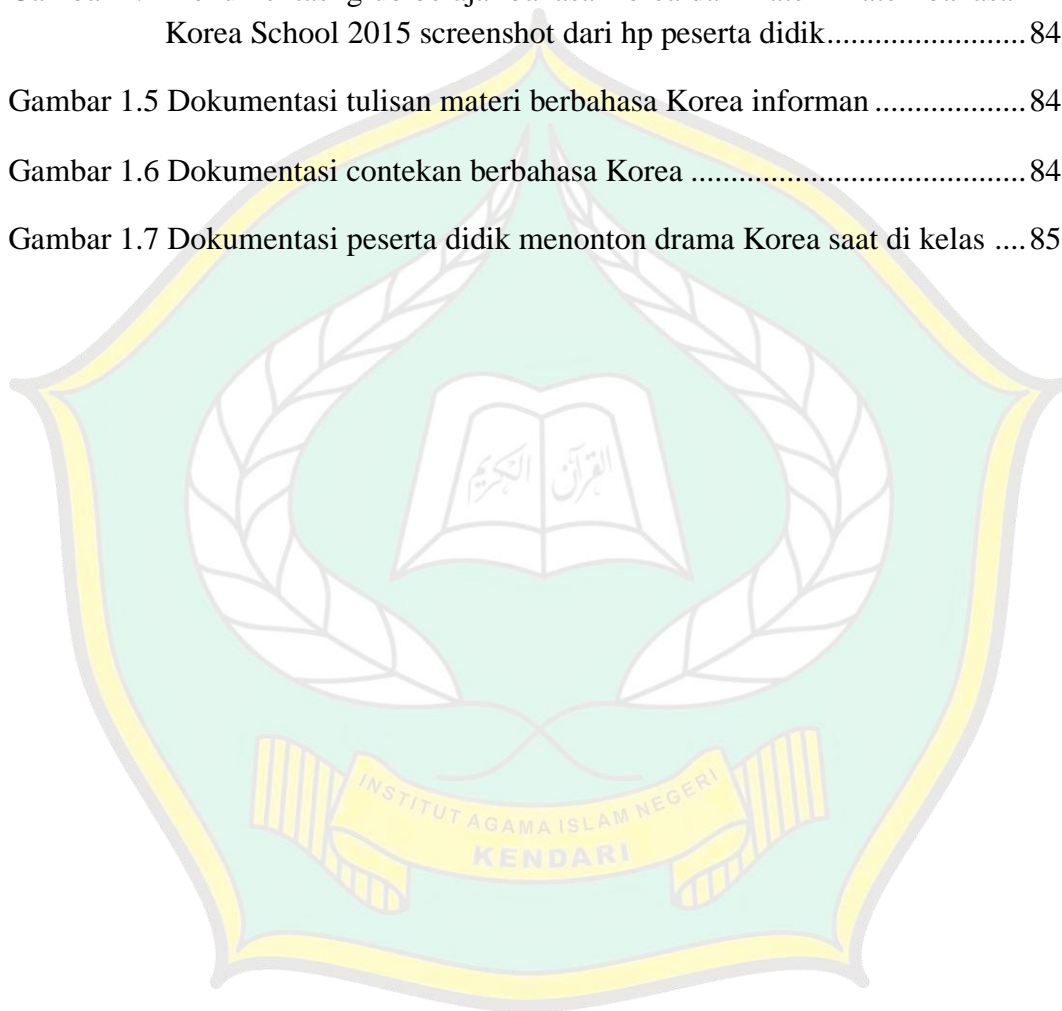 Korea School 2015 screenshot dari hp peserta didik........................ 84
Gambar 1.5 Dokumentasi tulisan materi berbahasa Korea informan ................... 84
Gambar 1.6 Dokumentasi contekan berbahasa Korea ....................................... 84
Gambar 1.7 Dokumentasi peserta didik menonton drama Korea saat di kelas .... 85
القرآن الكريم
INSTITUT AGAMA ISLAM NEGERI
KENDARI